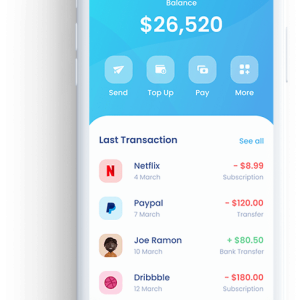 Balance
$26,520
Send Top Up Pay More
Last Transaction See all
N Netflix - $8.99
4 March Subscription
Paypal - $120.00
7 March Transfer
Joe Ramon + $80.50
10 March Bank Transfer
Dribbble - $180.00
12 March Subscription